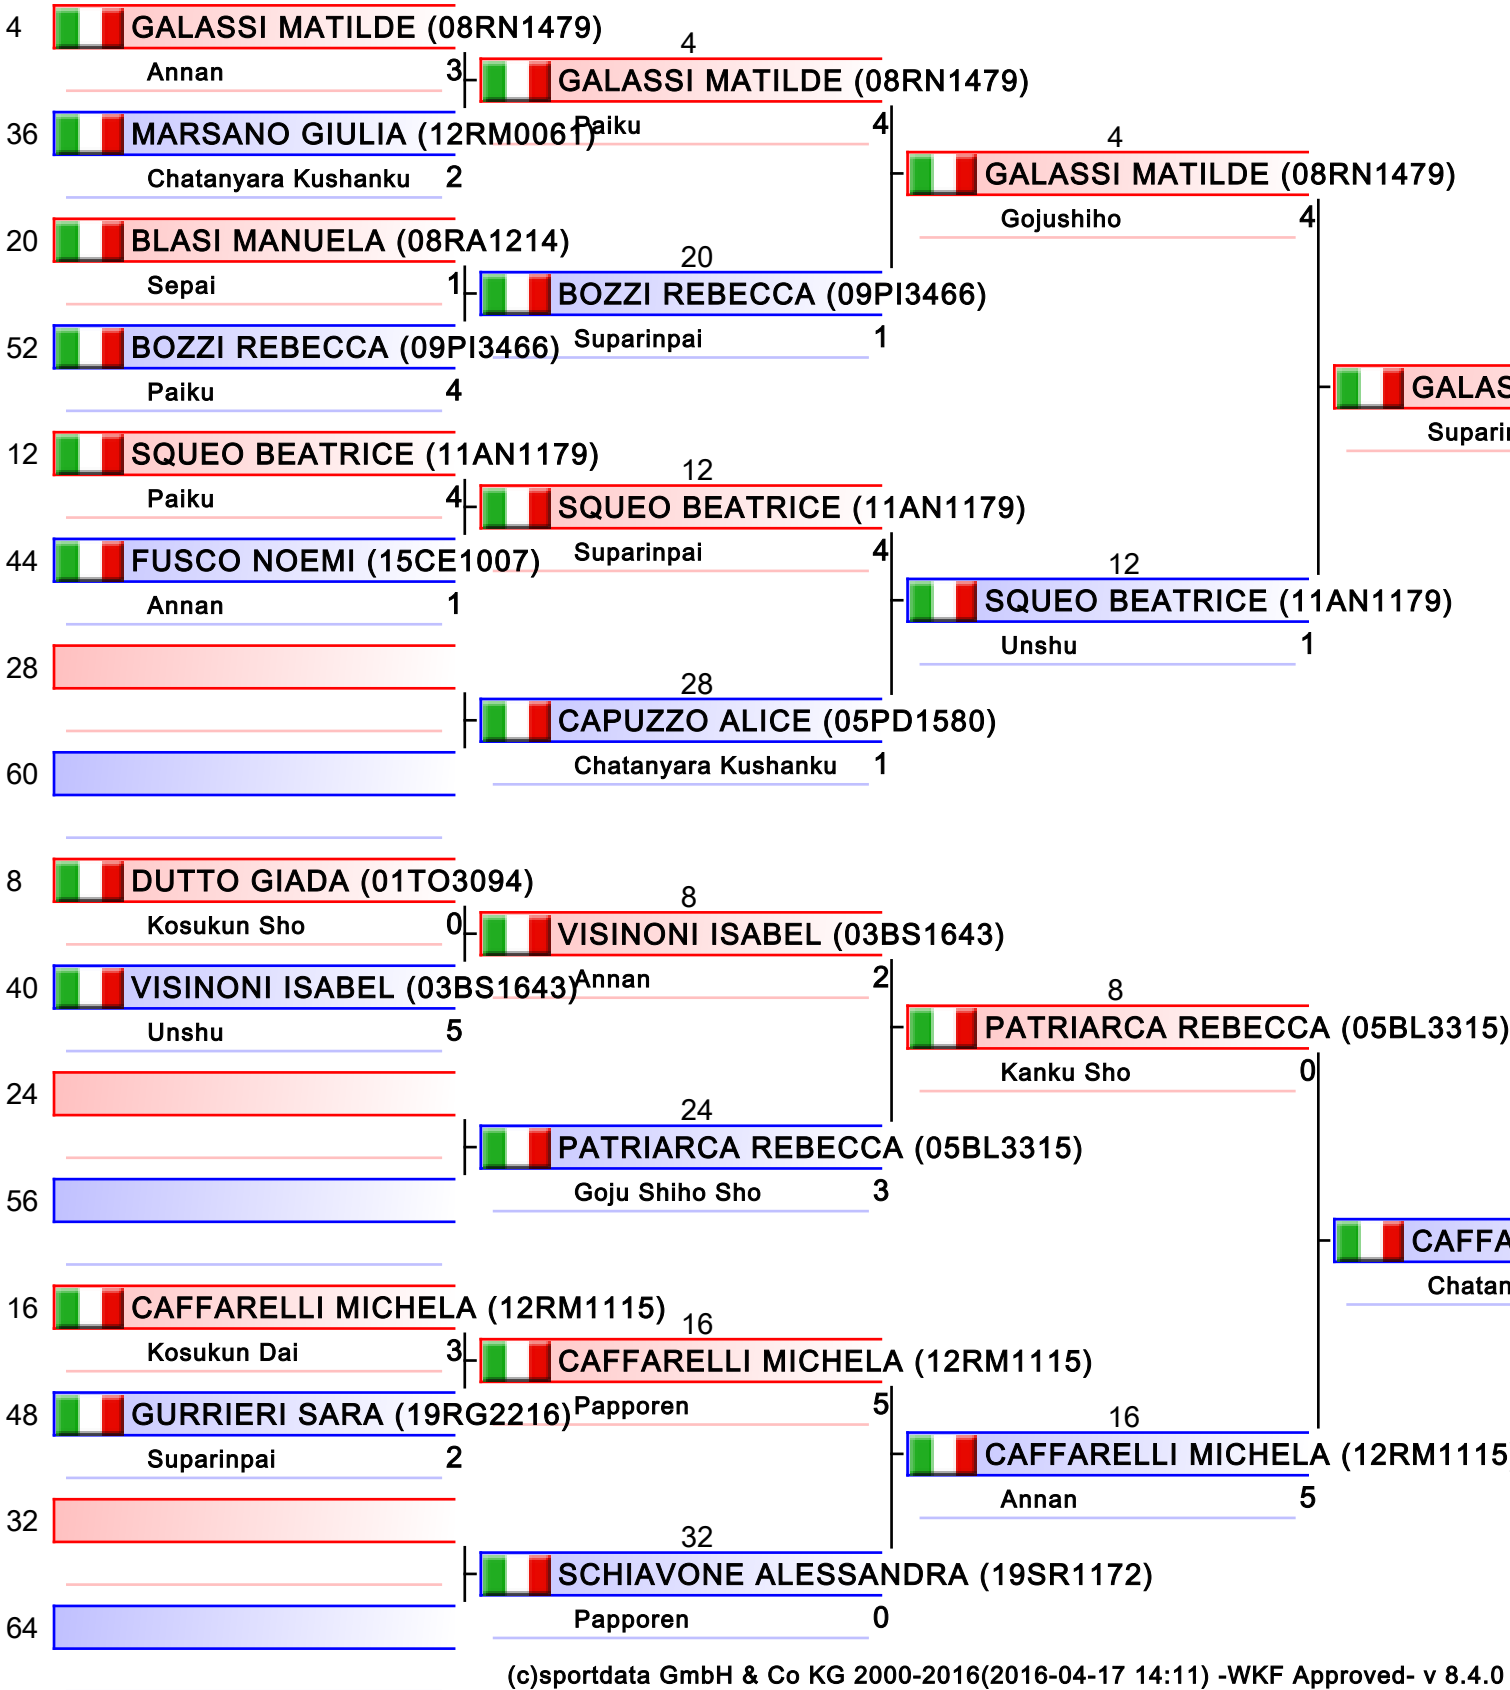 4 GALASSI MATILDE (08RN1479)
Annan 3
36 MARSANO GIULIA (12RM0061)
Chatanyara Kushanku 2
20 BLASI MANUELA (08RA1214)
Sepai 1
52 BOZZI REBECCA (09PI3466)
Paiku 4
12 SQUEO BEATRICE (11AN1179)
Paiku 4
44 FUSCO NOEMI (15CE1007)
Annan 1
28
60
8 DUTTO GIADA (01TO3094)
Kosukun Sho 0
40 VISINONI ISABEL (03BS1643)
Unshu 5
24
56
16 CAFFARELLI MICHELA (12RM1115)
Kosukun Dai 3
48 GURRIERI SARA (19RG2216)
Suparinpai 2
32
64
4
GALASSI MATILDE (08RN1479)
Paiku 4
20
BOZZI REBECCA (09PI3466)
Suparinpai 1
12
SQUEO BEATRICE (11AN1179)
Suparinpai 4
28
CAPUZZO ALICE (05PD1580)
Chatanyara Kushanku 1
8
VISINONI ISABEL (03BS1643)
Annan 2
24
PATRIARCA REBECCA (05BL3315)
Goju Shiho Sho 3
16
CAFFARELLI MICHELA (12RM1115)
Papporen 5
32
SCHIAVONE ALESSANDRA (19SR1172)
Papporen 0
4
GALASSI MATILDE (08RN1479)
Gojushiho 4
12
SQUEO BEATRICE (11AN1179)
Unshu 1
8
PATRIARCA REBECCA (05BL3315)
Kanku Sho 0
16
CAFFARELLI MICHELA (12RM1115
Annan 5
GALAS
Suparin
CAFFA
Chatan
(c)sportdata GmbH & Co KG 2000-2016(2016-04-17 14:11) -WKF Approved- v 8.4.0